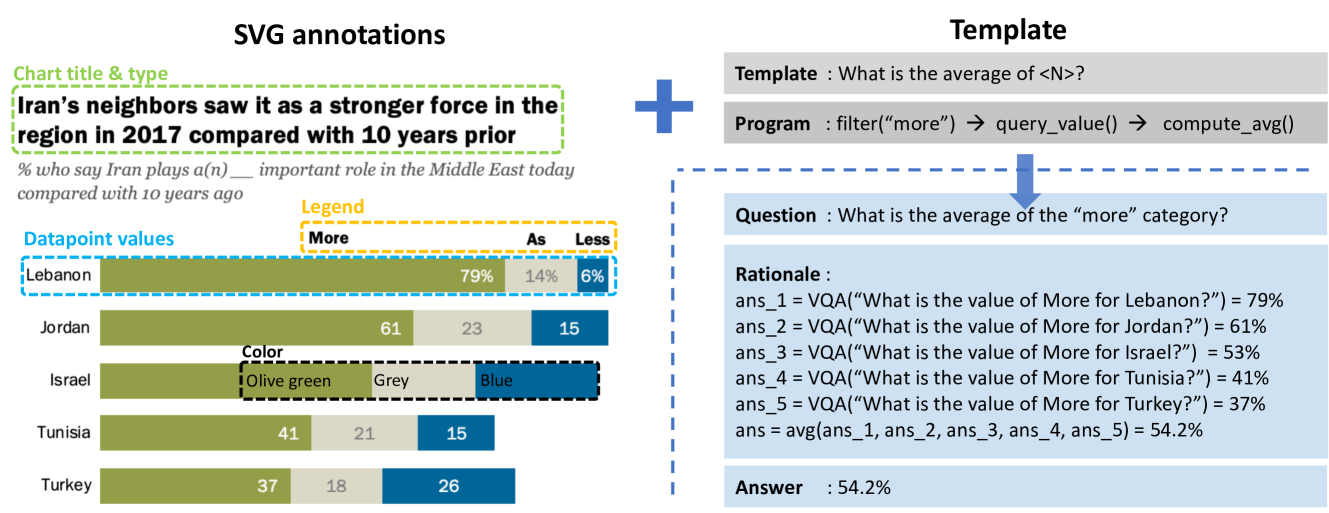 SVG annotations
Chart title & type
Iran's neighbors saw it as a stronger force in the
region in 2017 compared with 10 years prior
% who say Iran plays a(n)__ important role in the Middle East today
compared with 10 years ago
Legend
Datapoint values
More As Less
Lebanon 79% 14% 6%
Jordan 61 23 15
Color
Israel Olive green Grey Blue
Tunisia 41 21 15
Turkey 37 18 26
Template
Template : What is the average of <N>?
Program : filter(“more”) → query_value() → compute_avg()
Question : What is the average of the “more” category?
Rationale :
ans_1 = VQA(“What is the value of More for Lebanon?”) = 79%
ans_2 = VQA(“What is the value of More for Jordan?”) = 61%
ans_3 = VQA(“What is the value of More for Israel?”) = 53%
ans_4 = VQA(“What is the value of More for Tunisia?”) = 41%
ans_5 = VQA(“What is the value of More for Turkey?”) = 37%
ans = avg(ans_1, ans_2, ans_3, ans_4, ans_5) = 54.2%
Answer : 54.2%